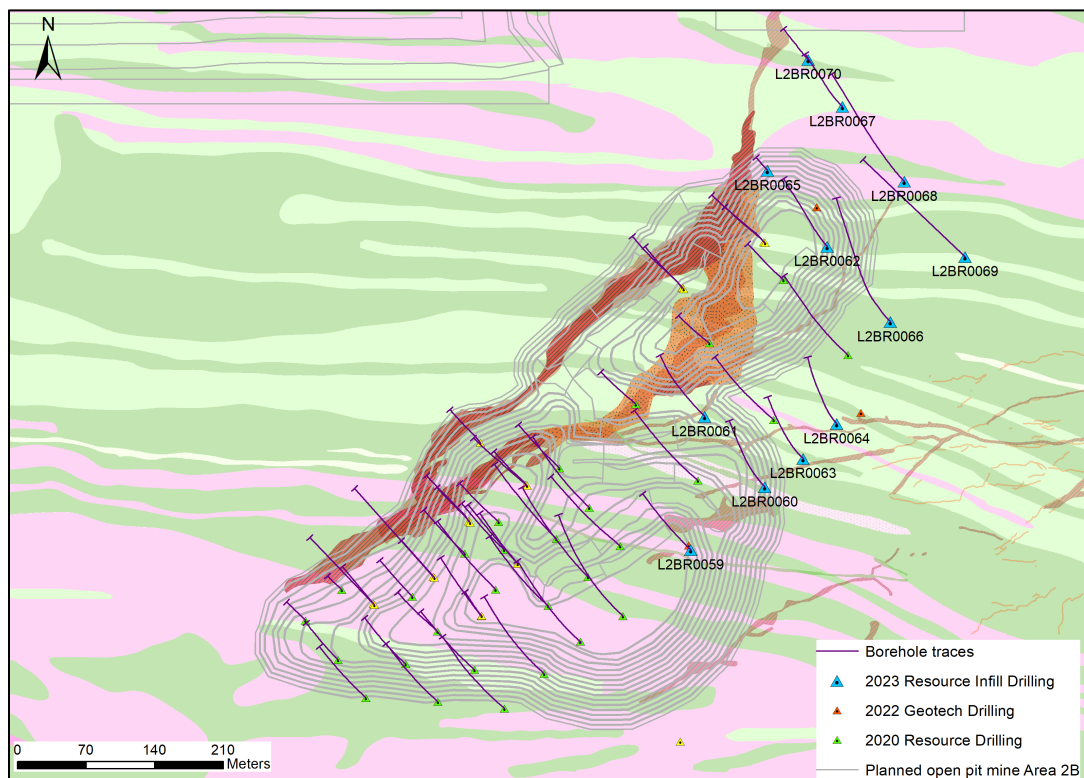 N
L2BR0070
L2BR0067
L2BR0065
L2BR0068
L2BR0062
L2BR0069
L2BR0066
L2BR0061
L2BR0064
L2BR0063
L2BR0060
L2BR0059
Borehole traces
2023 Resource Infill Drilling
2022 Geotech Drilling
2020 Resource Drilling
Planned open pit mine Area 2B
0 70 140 210
Meters